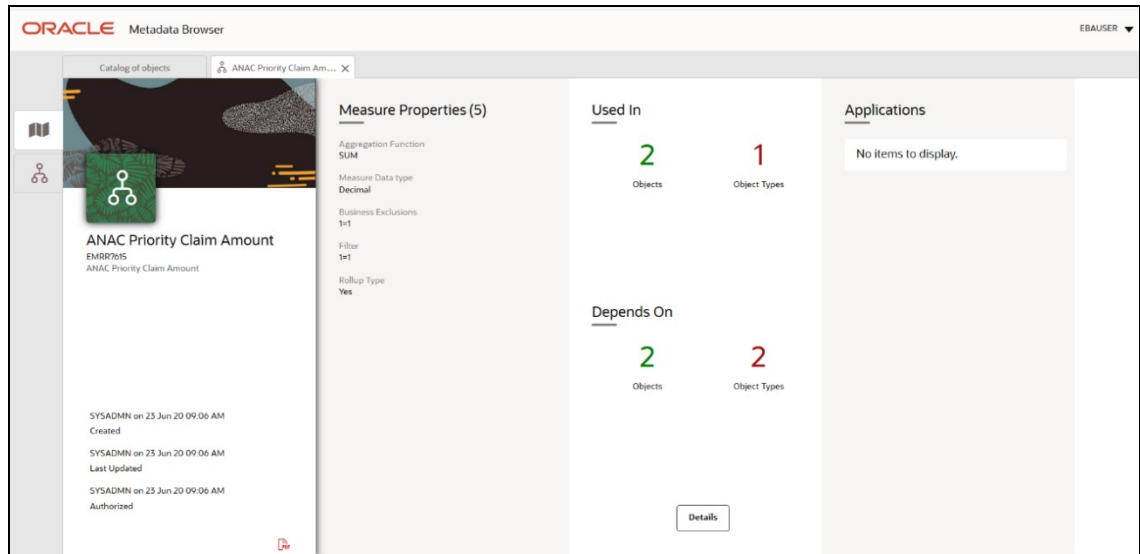 ORACLE Metadata Browser
EBAUSER
Catalog of objects
ANAC Priority Claim Am...
ANAC Priority Claim Amount
EMRR7615
ANAC Priority Claim Amount
SYSADMN on 23 Jun 20 09:06 AM
Created
SYSADMN on 23 Jun 20 09:06 AM
Last Updated
SYSADMN on 23 Jun 20 09:06 AM
Authorized
PDF
Measure Properties (5)
Aggregation Function
SUM
Measure Data type
Decimal
Business Exclusions
1=1
Filter
1=1
Rollup Type
Yes
Used In
2 1
Objects Object Types
Depends On
2 2
Objects Object Types
Details
Applications
No items to display.